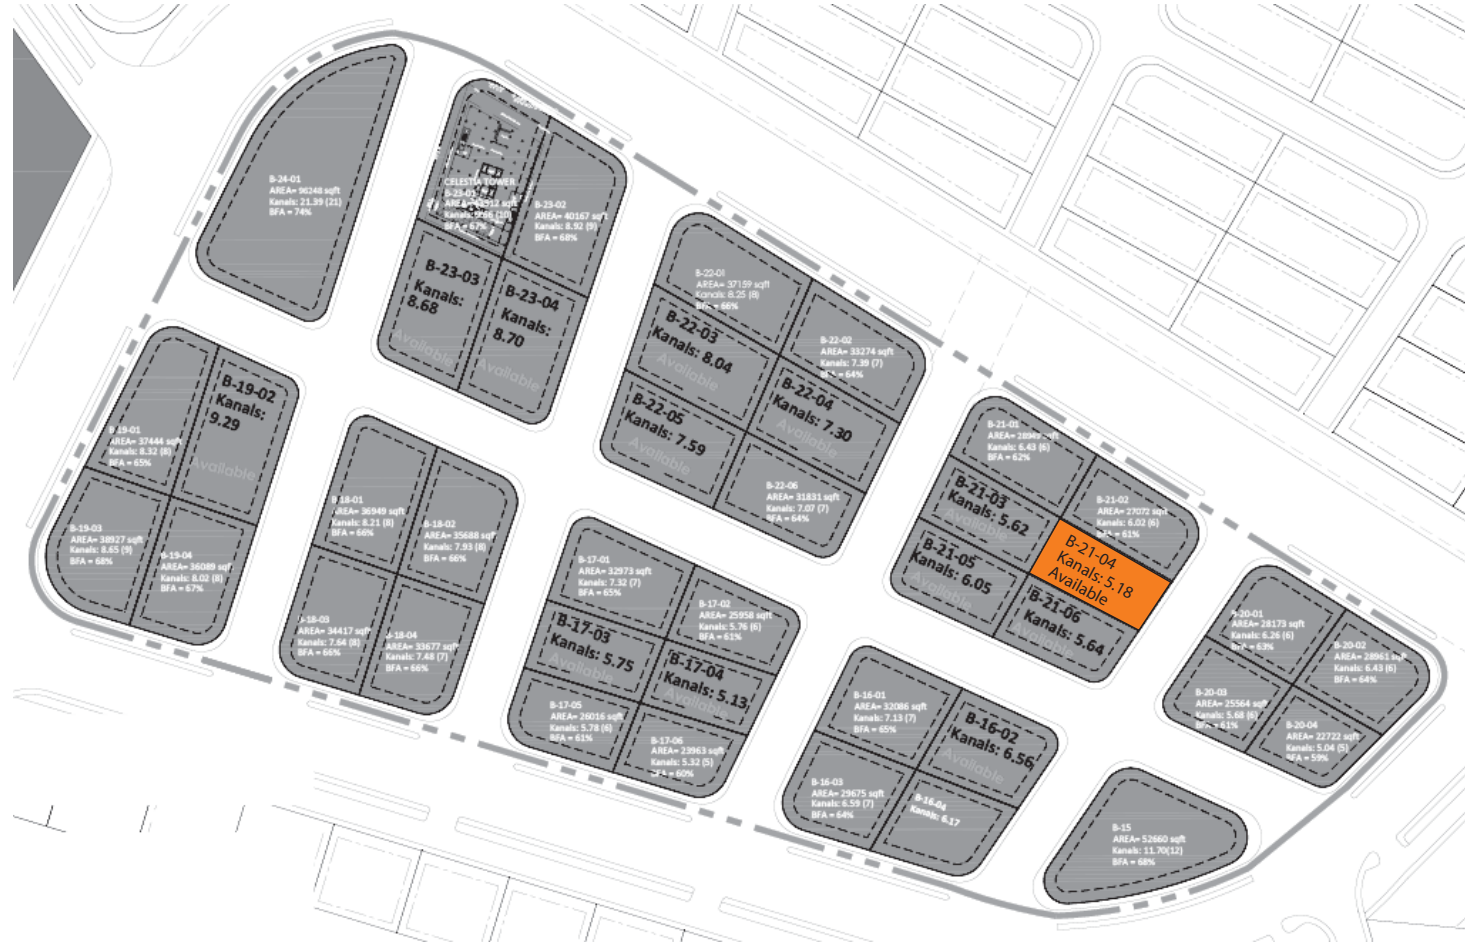 B-24-01
AREA= 96248 sqft
Kanals: 21.39 (21)
BFA = 74%
CELESTIA TOWER
B-23-01
Kanals: 9.66 (10)
BFA = 67%
B-23-02
AREA= 40167 sqft
Kanals: 8.92 (9)
BFA = 68%
B-23-03
Kanals:
8.68
Available
B-23-04
Kanals:
8.70
Available
B-22-01
AREA= 37159 sqft
Kanals: 8.25 (8)
BFA = 66%
B-22-02
AREA= 33274 sqft
Kanals: 7.39 (7)
BFA = 64%
B-22-03
Kanals: 8.04
Available
B-22-04
Kanals: 7.30
Available
B-22-05
Kanals: 7.59
Available
B-22-06
AREA= 31831 sqft
Kanals: 7.07 (7)
BFA = 64%
B-19-01
AREA= 37444 sqft
Kanals: 8.32 (8)
BFA = 65%
B-19-02
Kanals:
9.29
Available
B-19-03
AREA= 38927 sqft
Kanals: 8.65 (9)
BFA = 68%
B-19-04
AREA= 36089 sqft
Kanals: 8.02 (8)
BFA = 67%
B-18-01
AREA= 36949 sqft
Kanals: 8.21 (8)
BFA = 66%
B-18-02
AREA= 35688 sqft
Kanals: 7.93 (8)
BFA = 66%
B-18-03
AREA= 34417 sqft
Kanals: 7.64 (8)
BFA = 66%
B-18-04
AREA= 33677 sqft
Kanals: 7.48 (7)
BFA = 66%
B-17-01
AREA= 32973 sqft
Kanals: 7.32 (7)
BFA = 65%
B-17-02
AREA= 25958 sqft
Kanals: 5.76 (6)
BFA = 61%
B-17-03
Kanals: 5.75
Available
B-17-04
Kanals: 5.13
Available
B-17-05
AREA= 26016 sqft
Kanals: 5.78 (6)
BFA = 61%
B-17-06
AREA= 23963 sqft
Kanals: 5.32 (5)
BFA = 60%
B-21-01
AREA= 28949 sqft
Kanals: 6.43 (6)
BFA = 62%
B-21-02
AREA= 27072 sqft
Kanals: 6.02 (6)
BFA = 61%
B-21-03
Kanals: 5.62
Available
B-21-04
Kanals: 5.18
Available
B-21-05
Kanals: 6.05
Available
B-21-06
Kanals: 5.64
Available
B-20-01
AREA= 28173 sqft
Kanals: 6.26 (6)
BFA = 63%
B-20-02
AREA= 28961 sqft
Kanals: 6.43 (6)
BFA = 64%
B-20-03
AREA= 25564 sqft
Kanals: 5.68 (6)
BFA = 61%
B-20-04
AREA= 22722 sqft
Kanals: 5.04 (5)
BFA = 59%
B-16-01
AREA= 32086 sqft
Kanals: 7.13 (7)
BFA = 65%
B-16-02
Kanals: 6.56
Available
B-16-03
AREA= 29675 sqft
Kanals: 6.59 (7)
BFA = 64%
B-16-04
Kanals: 6.17
B-15
AREA= 52660 sqft
Kanals: 11.70(12)
BFA = 68%